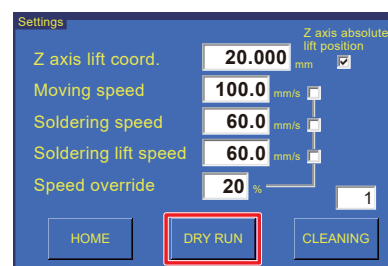 Settings
Z axis absolute
lift position
Z axis lift coord. 20.000 mm
Moving speed 100.0 mm/s
Soldering speed 60.0 mm/s
Soldering lift speed 60.0 mm/s
Speed override 20 %
1
HOME DRY RUN CLEANING